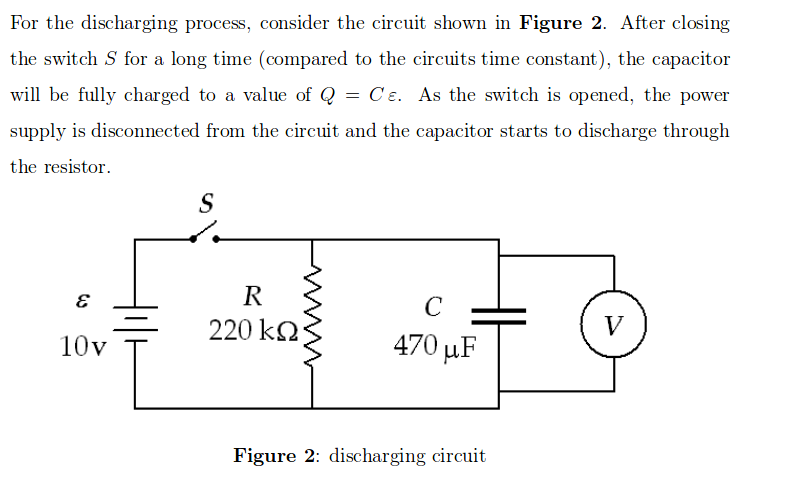 For the discharging process, consider the circuit shown in Figure 2. After closing
the switch S for a long time (compared to the circuits time constant), the capacitor
will be fully charged to a value of Q = C ε. As the switch is opened, the power
supply is disconnected from the circuit and the capacitor starts to discharge through
the resistor.
S
ε
10v
R
220 kΩ
C
470 μF
V
Figure 2: discharging circuit